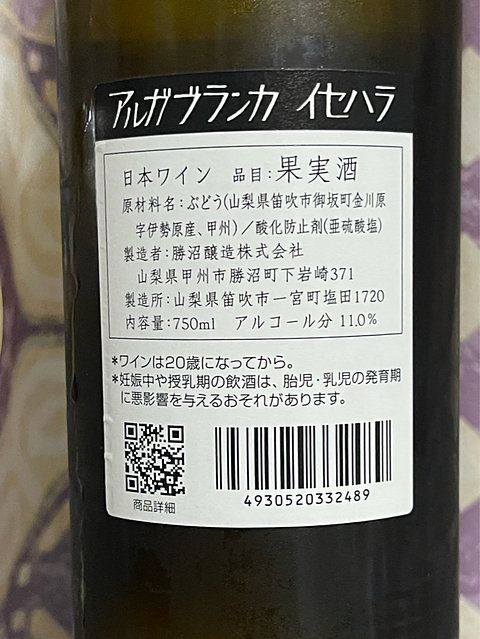 アルガブランカ イセハラ
日本ワイン 品目:果実酒
原材料名:ぶどう(山梨県笛吹市御坂町金川原
字伊勢原産、甲州)/酸化防止剤(亜硫酸塩)
製造者:勝沼醸造株式会社
山梨県甲州市勝沼町下岩崎371
製造所:山梨県笛吹市一宮町塩田1720
内容量:750ml アルコール分 11.0%
*ワインは20歳になってから。
*妊娠中や授乳期の飲酒は、胎児・乳児の発育期
に悪影響を与えるおそれがあります。
商品詳細
4930520332489